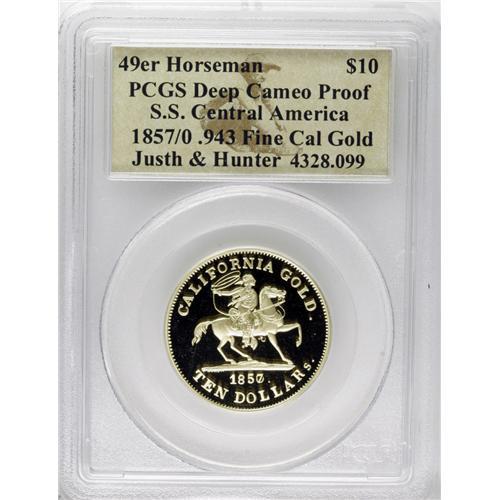 49er Horseman $10
PCGS Deep Cameo Proof
S.S. Central America
1857/0 .943 Fine Cal Gold
Justh & Hunter 4328.099
CALIFORNIA GOLD.
1857.
TEN DOLLARS.